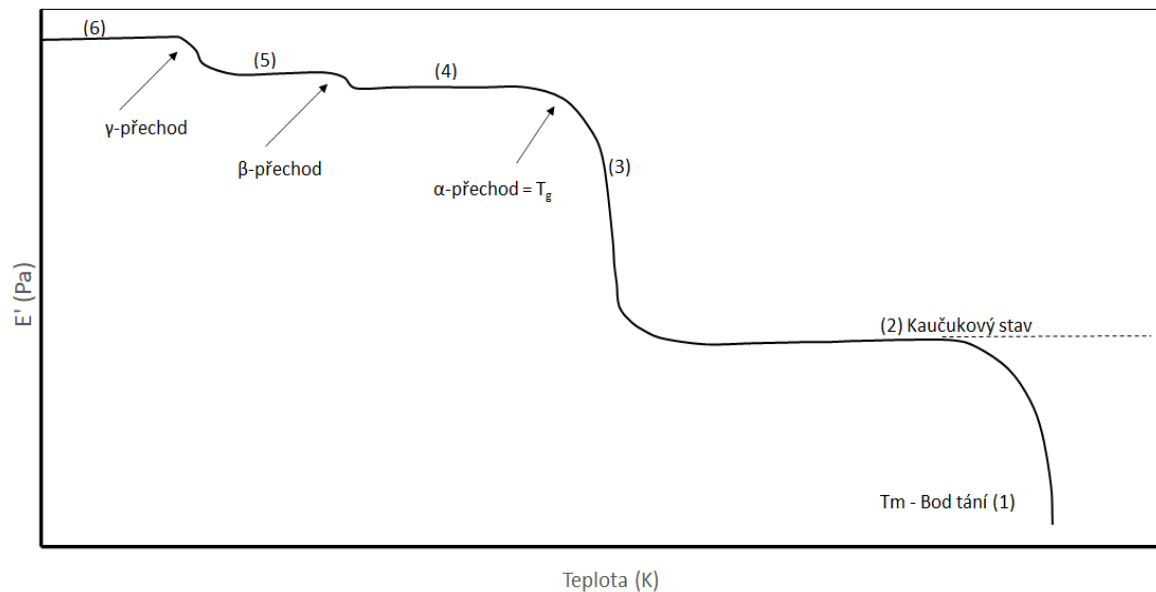 (6)
(5)
(4)
γ-přechod
β-přechod
α-přechod = Tg
(3)
(2) Kaučukový stav
Tm - Bod tání (1)
E' (Pa)
Teplota (K)